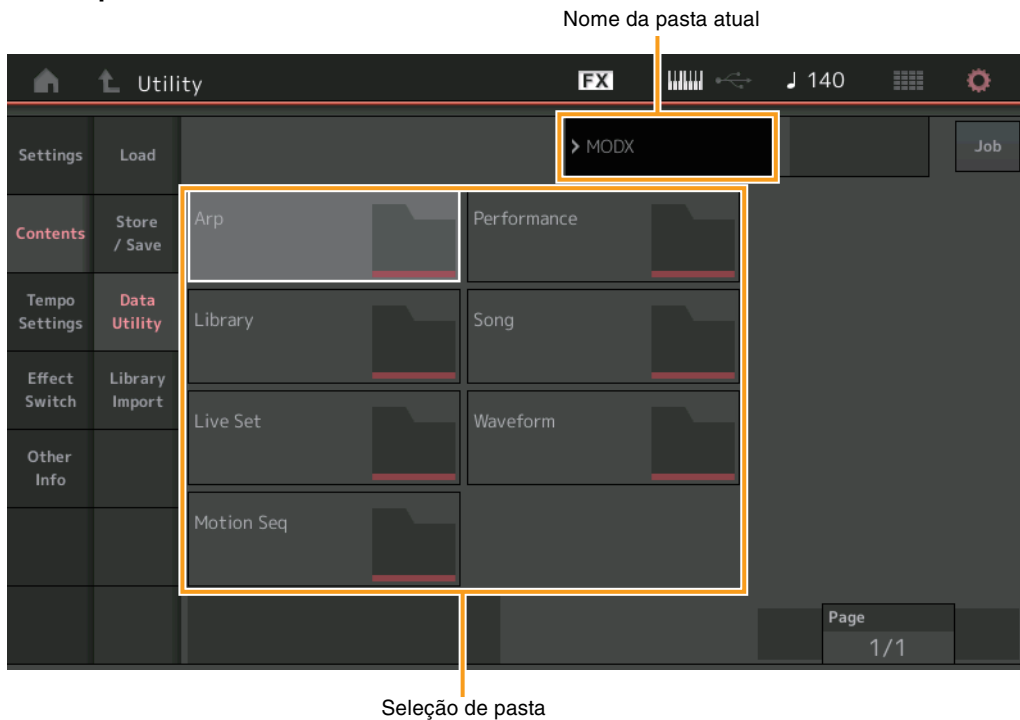 Nome da pasta atual
Utility
FX
140
Settings
Load
> MODX
Job
Contents
Store
/ Save
Arp
Performance
Tempo
Settings
Data
Utility
Library
Song
Effect
Switch
Library
Import
Live Set
Waveform
Other
Info
Motion Seq
Page
1/1
Seleção de pasta